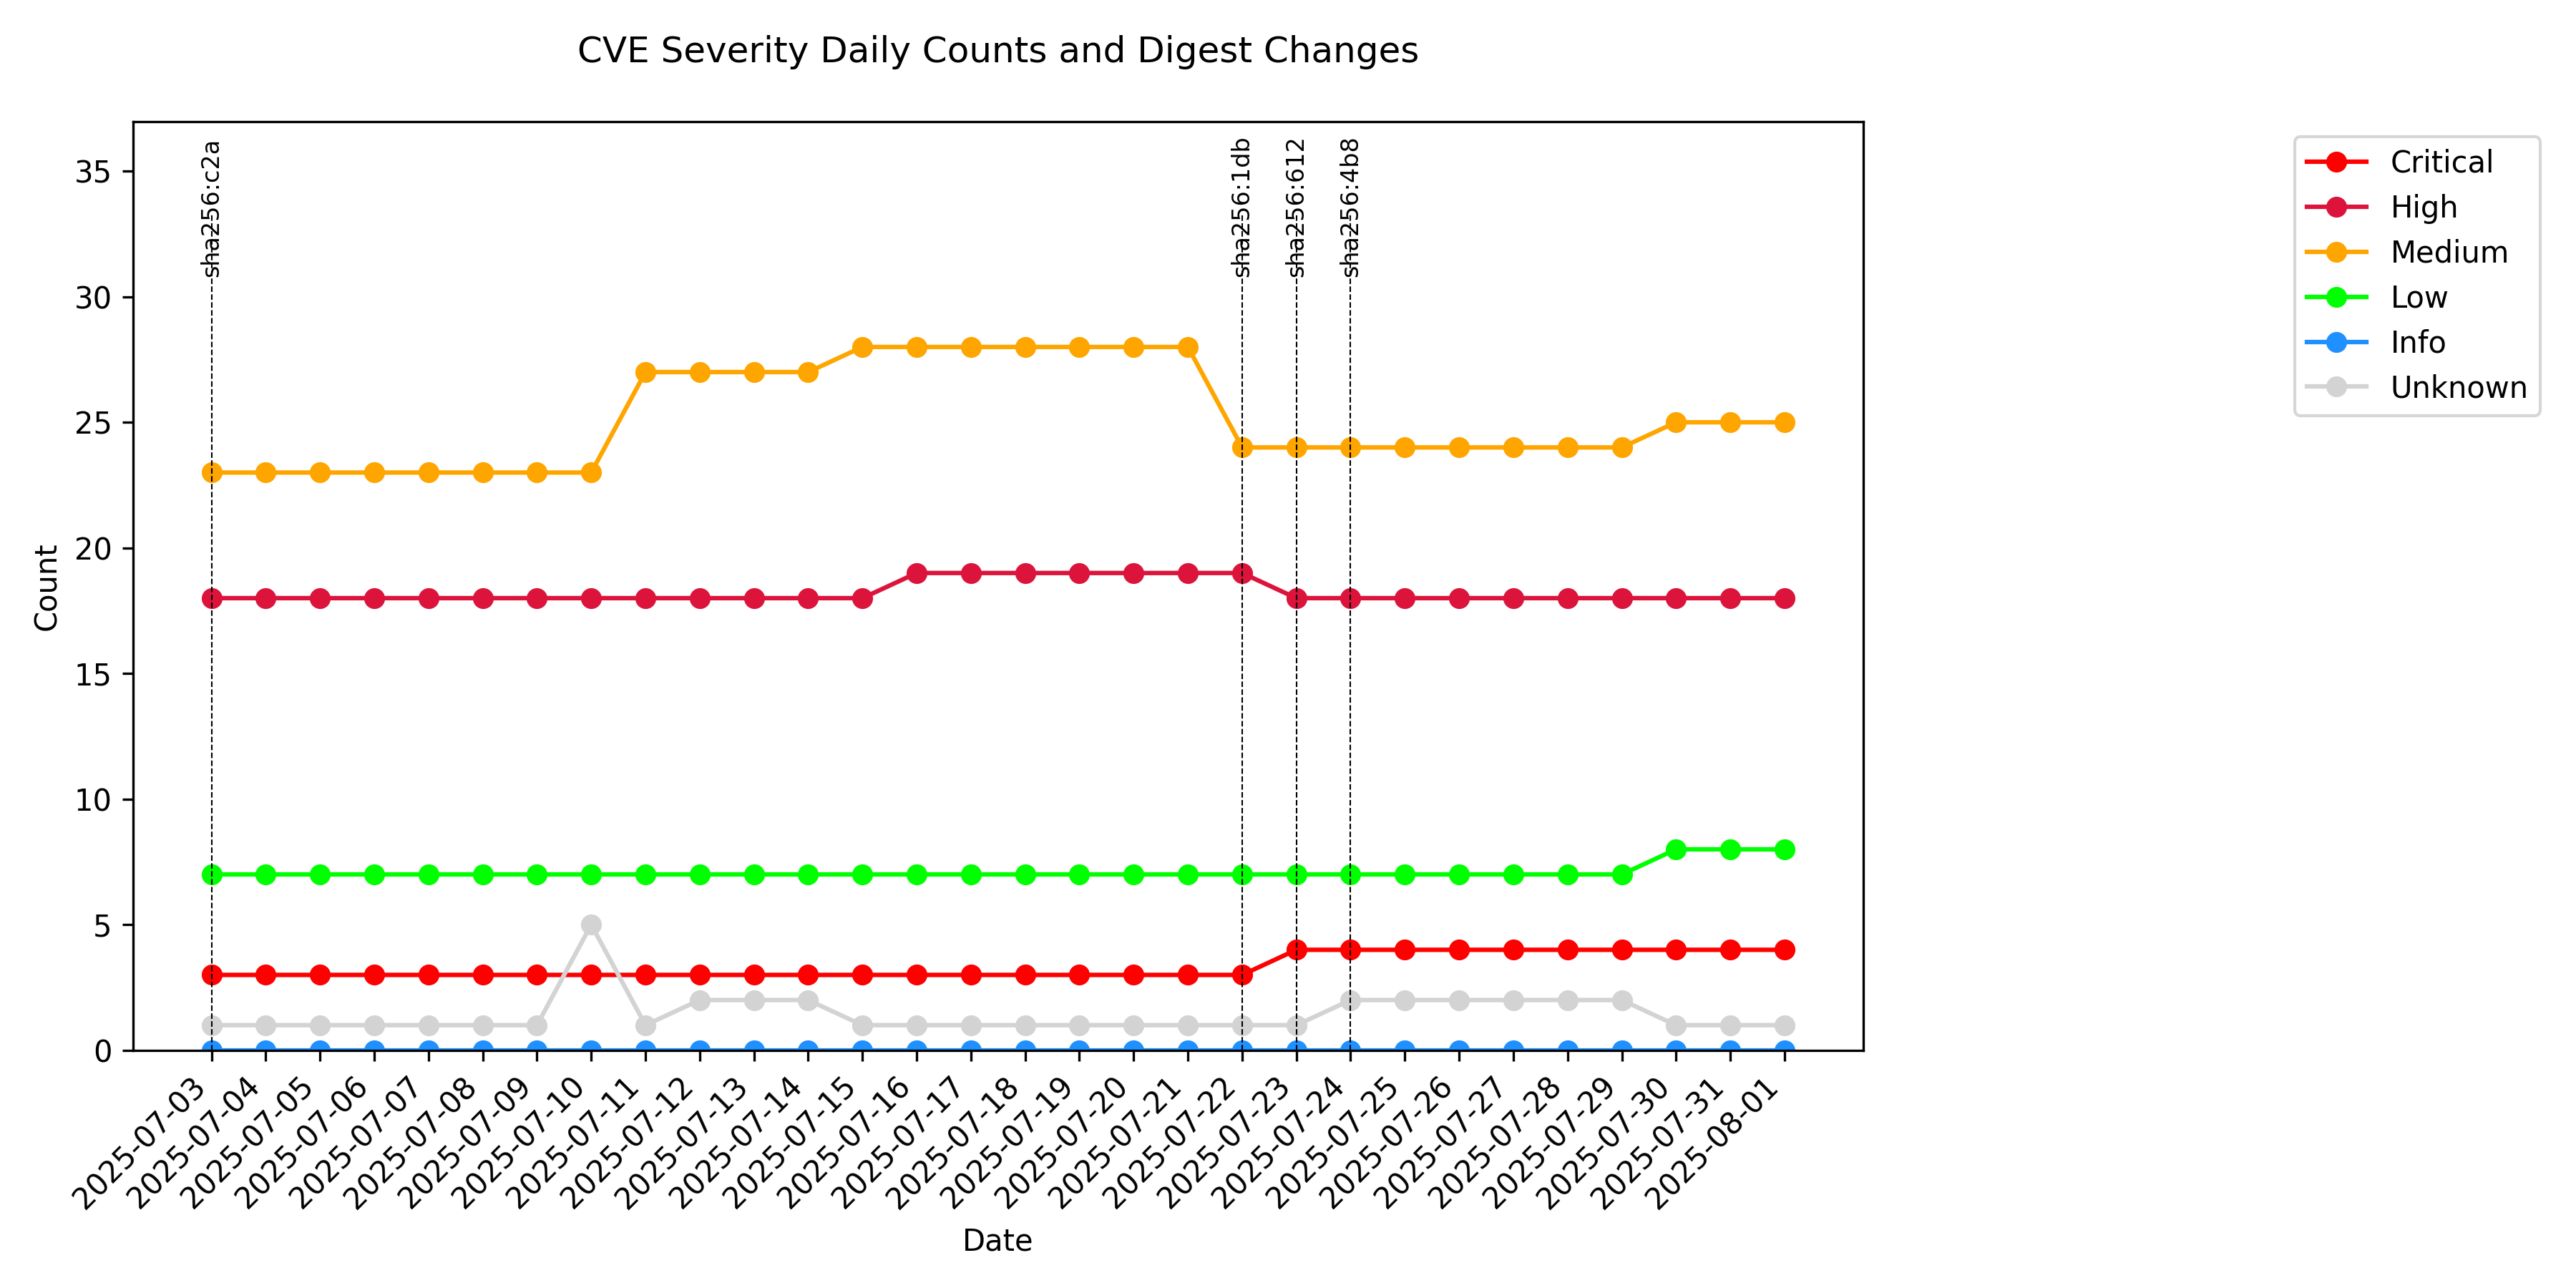 CVE Severity Daily Counts and Digest Changes
sha256:c2a
sha256:1db
sha256:612
sha256:4b8
Critical
High
Medium
Low
Info
Unknown
Count
35
30
25
20
15
10
5
0
2025-07-03
2025-07-04
2025-07-05
2025-07-06
2025-07-07
2025-07-08
2025-07-09
2025-07-10
2025-07-11
2025-07-12
2025-07-13
2025-07-14
2025-07-15
2025-07-16
2025-07-17
2025-07-18
2025-07-19
2025-07-20
2025-07-21
2025-07-22
2025-07-23
2025-07-24
2025-07-25
2025-07-26
2025-07-27
2025-07-28
2025-07-29
2025-07-30
2025-07-31
2025-08-01
Date